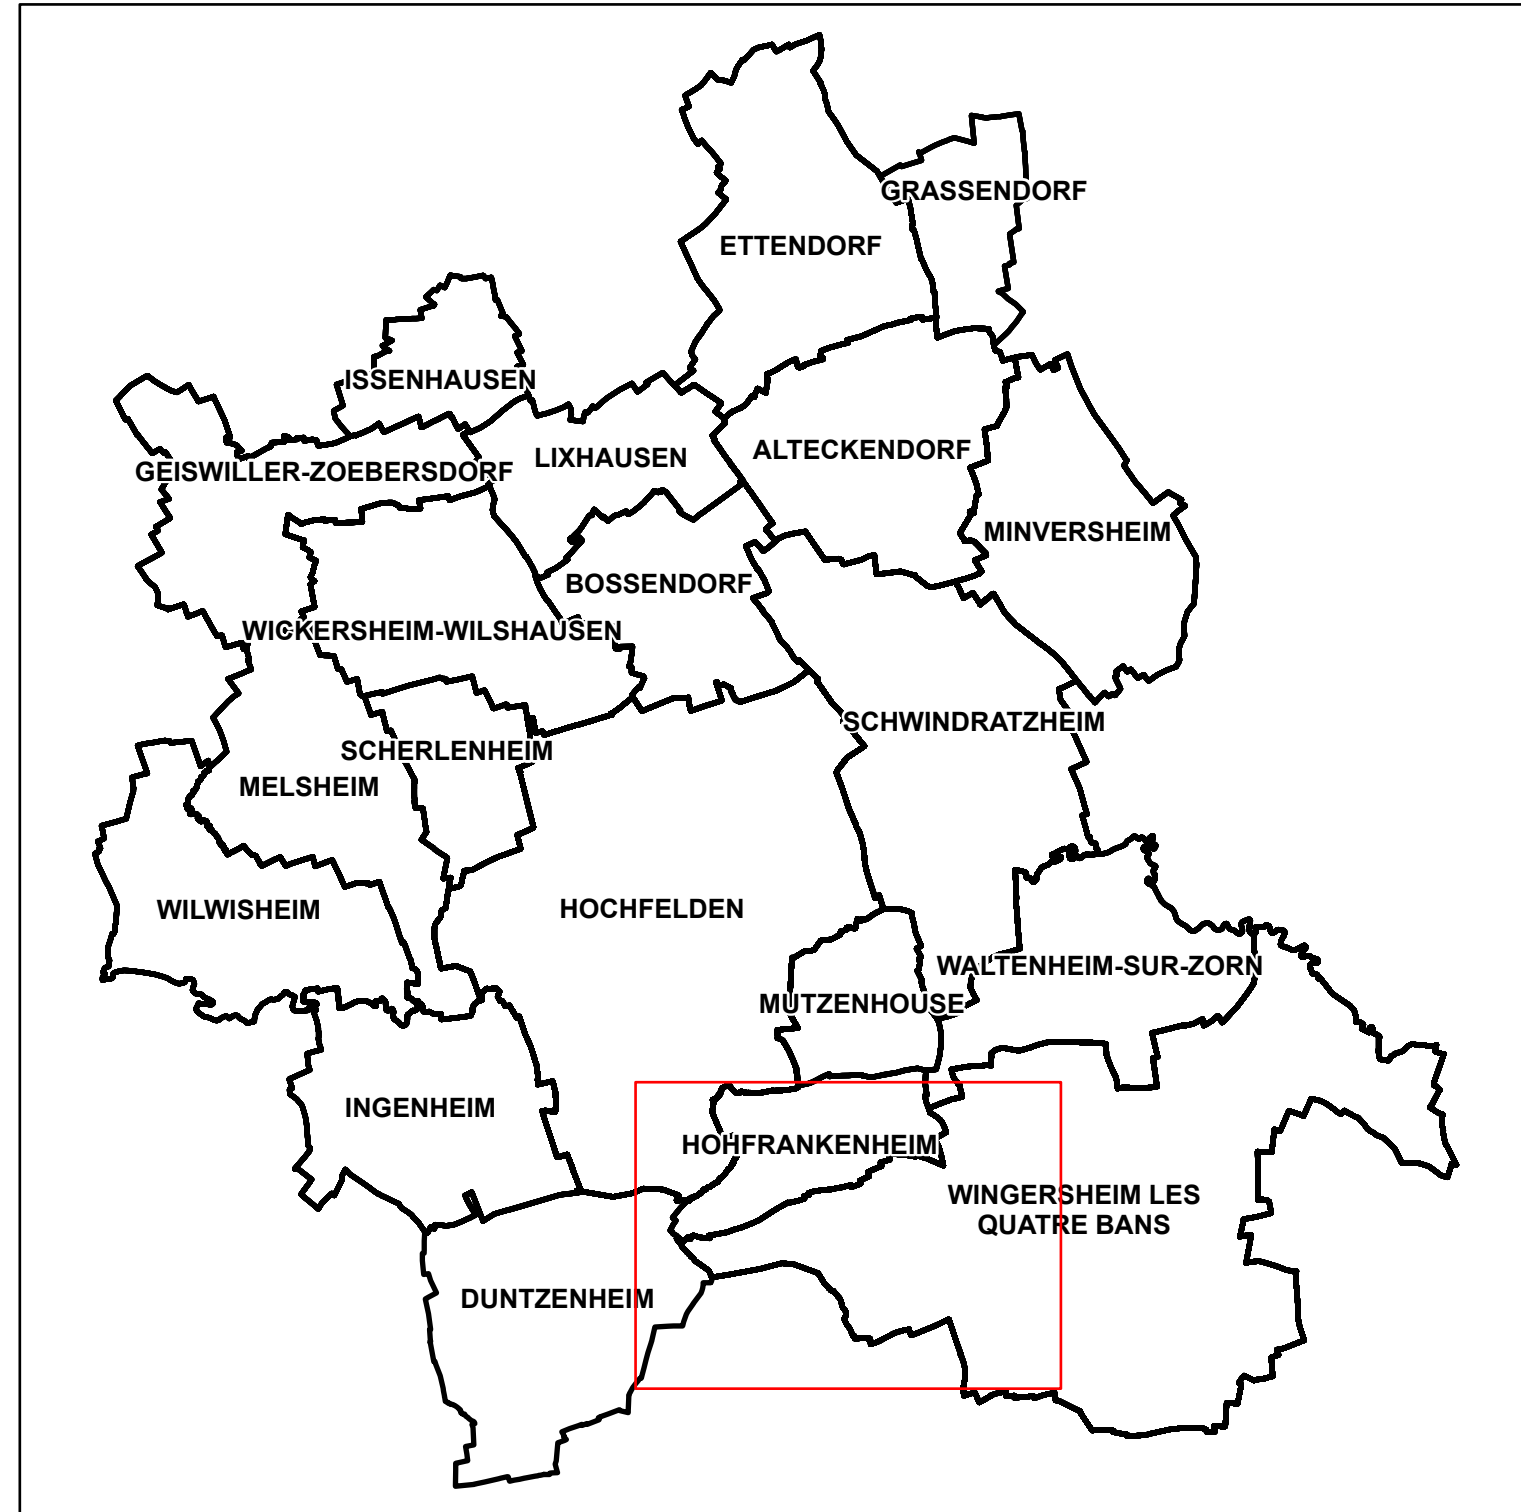 GRASSENDORF
ETTENDORF
ISSENHAUSEN
ALTECKENDORF
LIXHAUSEN
GEISWILLER-ZOEBERSDORF
MINVERSHEIM
BOSSENDORF
WICKERSHEIM-WILSHAUSEN
SCHWINDRATZHEIM
SCHERLENHEIM
MELSHEIM
HOCHFELDEN
WILWISHEIM
WALTENHEIM-SUR-ZORN
MUTZENHOUSE
INGENHEIM
HOHFRANKENHEIM
WINGERSHEIM LES
QUATRE BANS
DUNTZENHEIM